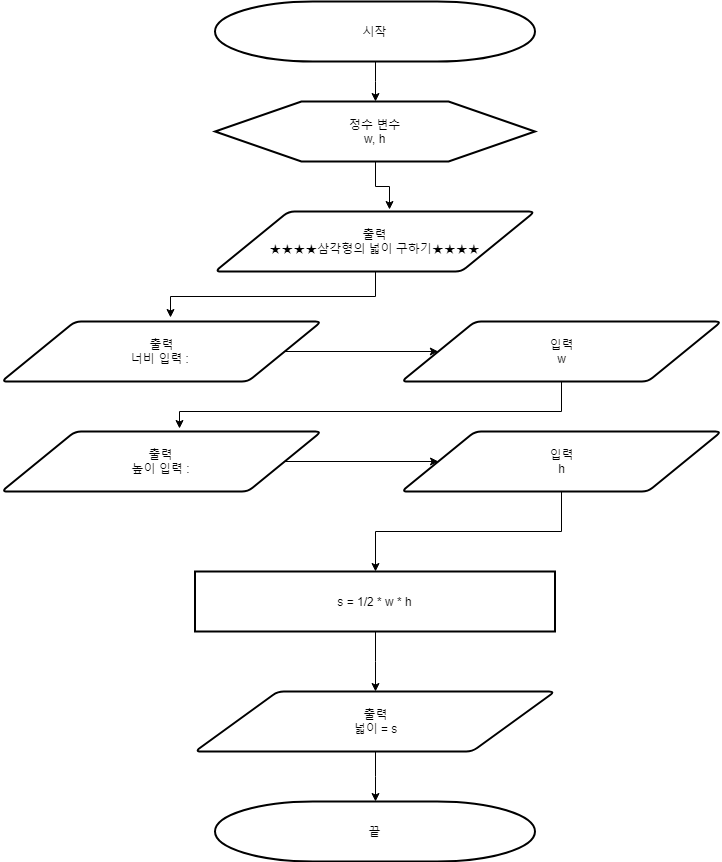 시작
정수 변수
w, h
출력
★★★★삼각형의 넓이 구하기★★★★
출력
너비 입력 :
입력
w
출력
높이 입력 :
입력
h
s = 1/2 * w * h
출력
넓이 = s
끝